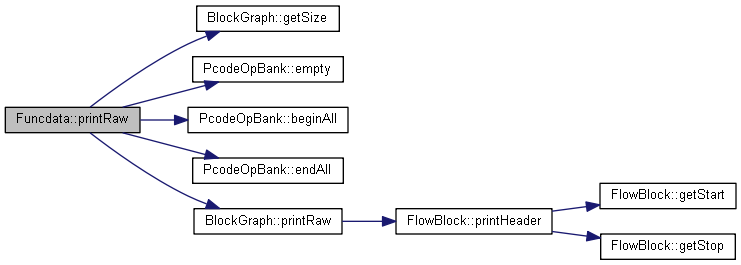 BlockGraph::getSize
PcodeOpBank::empty
Funcdata::printRaw
PcodeOpBank::beginAll
PcodeOpBank::endAll
BlockGraph::printRaw
FlowBlock::printHeader
FlowBlock::getStart
FlowBlock::getStop